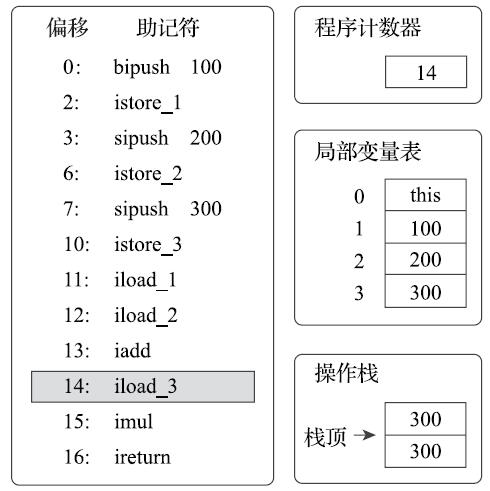 偏移 助记符
0: bipush 100
2: istore_1
3: sipush 200
6: istore_2
7: sipush 300
10: istore_3
11: iload_1
12: iload_2
13: iadd
14: iload_3
15: imul
16: ireturn
程序计数器
14
局部变量表
0 this
1 100
2 200
3 300
操作栈
栈顶 300
300